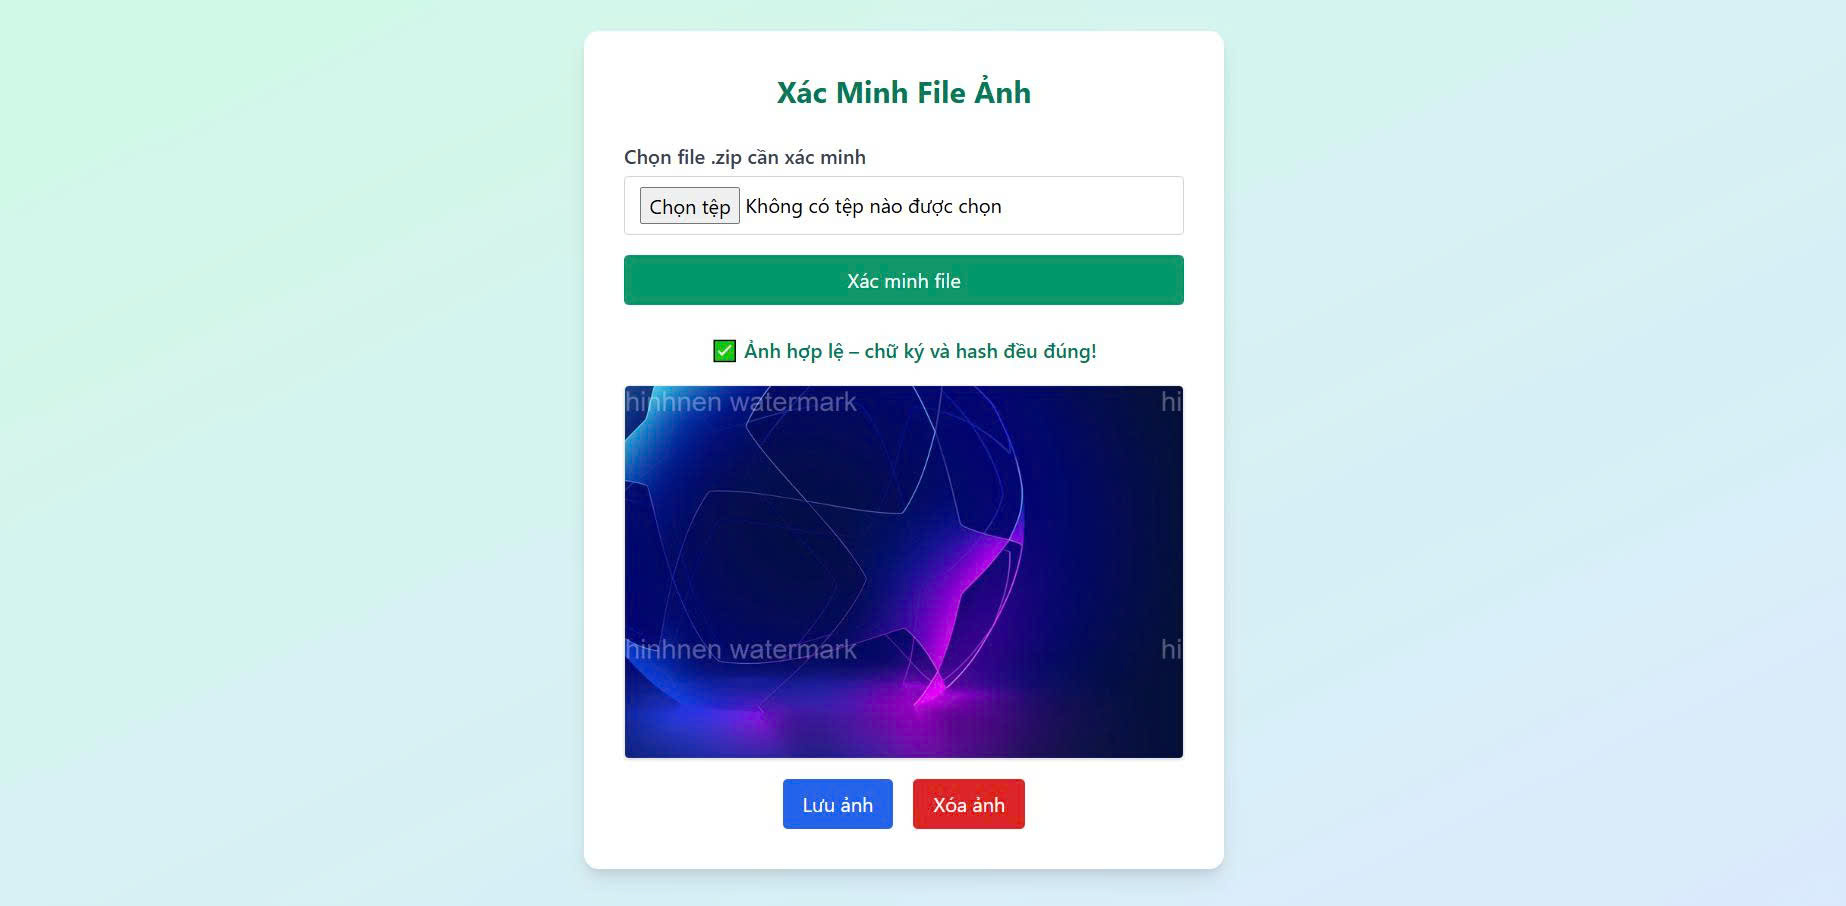 Xác Minh File Ảnh
Chọn file .zip cần xác minh
Chọn tệp Không có tệp nào được chọn
Xác minh file
✅ Ảnh hợp lệ – chữ ký và hash đều đúng!
hinhnen watermark hi
hinhnen watermark hi
Lưu ảnh Xóa ảnh